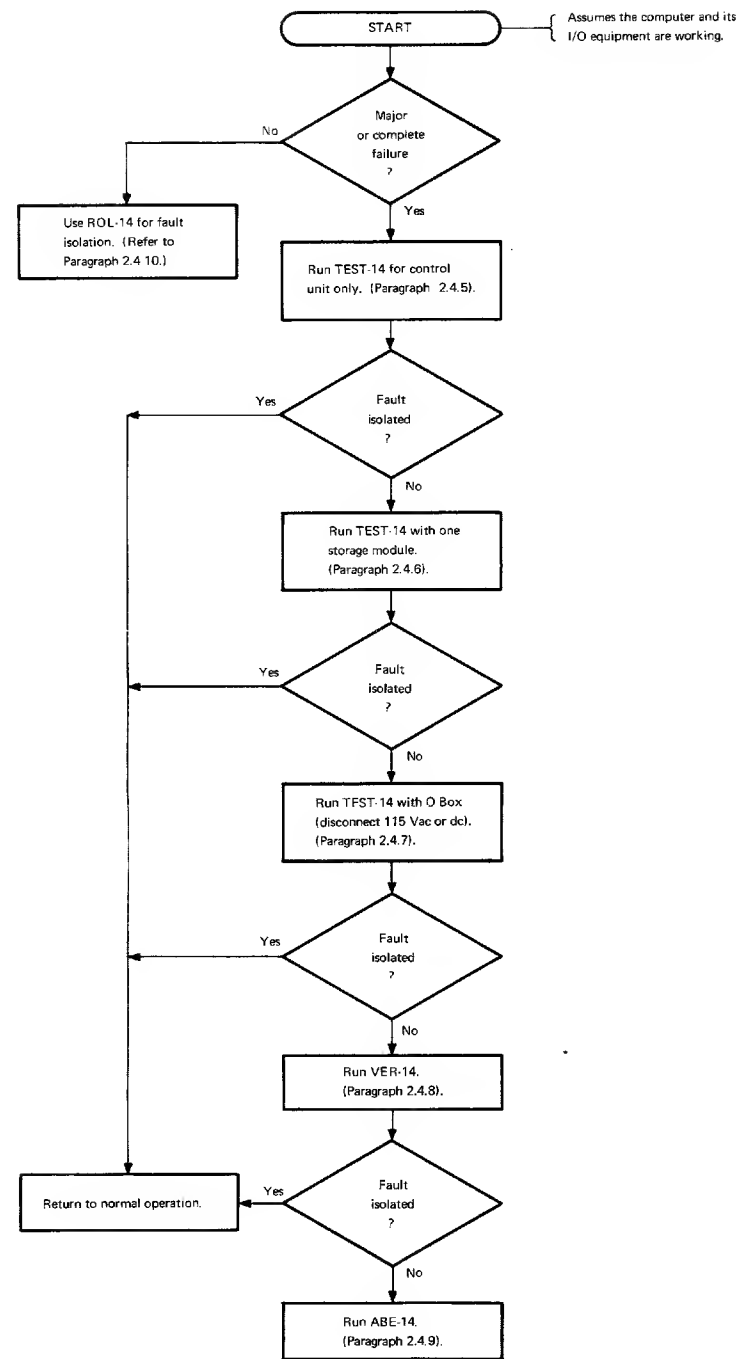 START
Assumes the computer and its
I/O equipment are working.
Major
or complete
failure
?
No
Yes
Use ROL-14 for fault
isolation. (Refer to
Paragraph 2.4 10.)
Run TEST-14 for control
unit only. (Paragraph 2.4.5).
Fault
isolated
?
Yes
No
Run TEST-14 with one
storage module.
(Paragraph 2.4.6).
Fault
isolated
?
Yes
No
Run TFST-14 with O Box
(disconnect 115 Vac or dc).
(Paragraph 2.4.7).
Fault
isolated
?
Yes
No
Run VER-14.
(Paragraph 2.4.8).
Fault
isolated
?
Yes
Return to normal operation.
No
Run ABE-14.
(Paragraph 2.4.9).